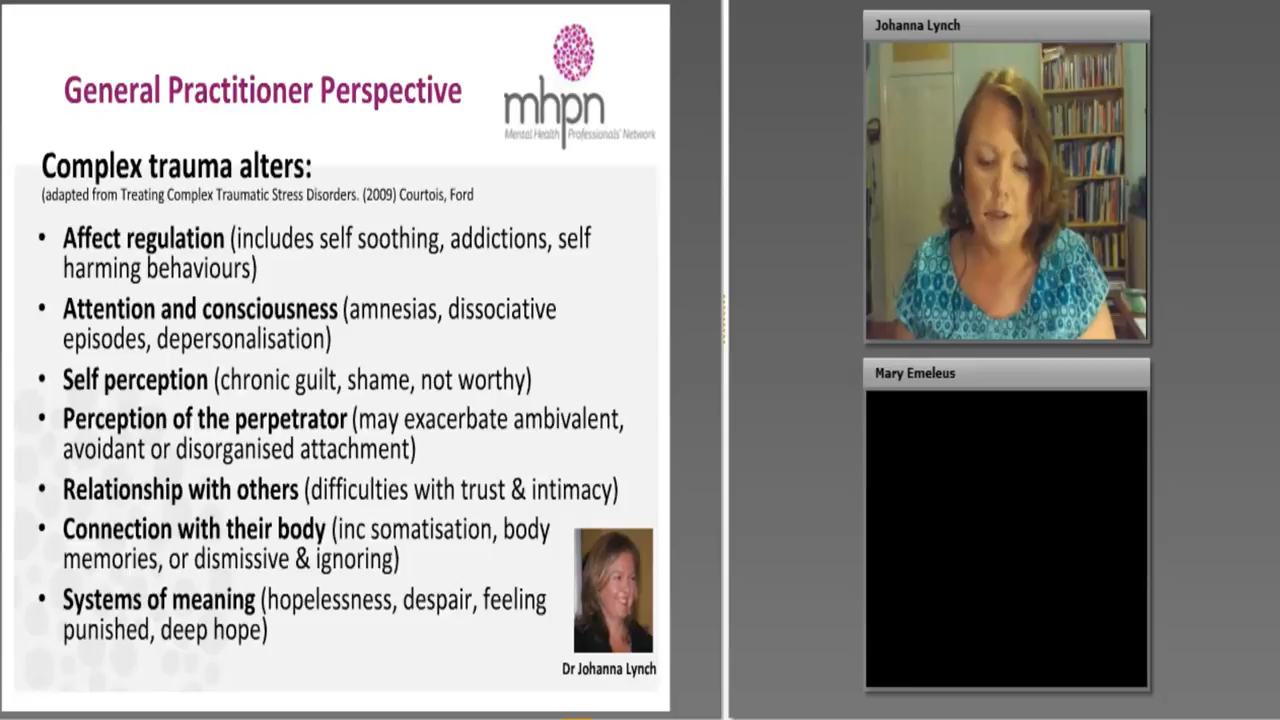 General Practitioner Perspective
mhpn
Mental Health Professionals' Network
Complex trauma alters:
(adapted from Treating Complex Traumatic Stress Disorders. (2009) Courtois, Ford
• Affect regulation (includes self soothing, addictions, self
harming behaviours)
• Attention and consciousness (amnesias, dissociative
episodes, depersonalisation)
• Self perception (chronic guilt, shame, not worthy)
• Perception of the perpetrator (may exacerbate ambivalent,
avoidant or disorganised attachment)
• Relationship with others (difficulties with trust & intimacy)
• Connection with their body (inc somatisation, body
memories, or dismissive & ignoring)
• Systems of meaning (hopelessness, despair, feeling
punished, deep hope)
Dr Johanna Lynch
Johanna Lynch
Mary Emeleus